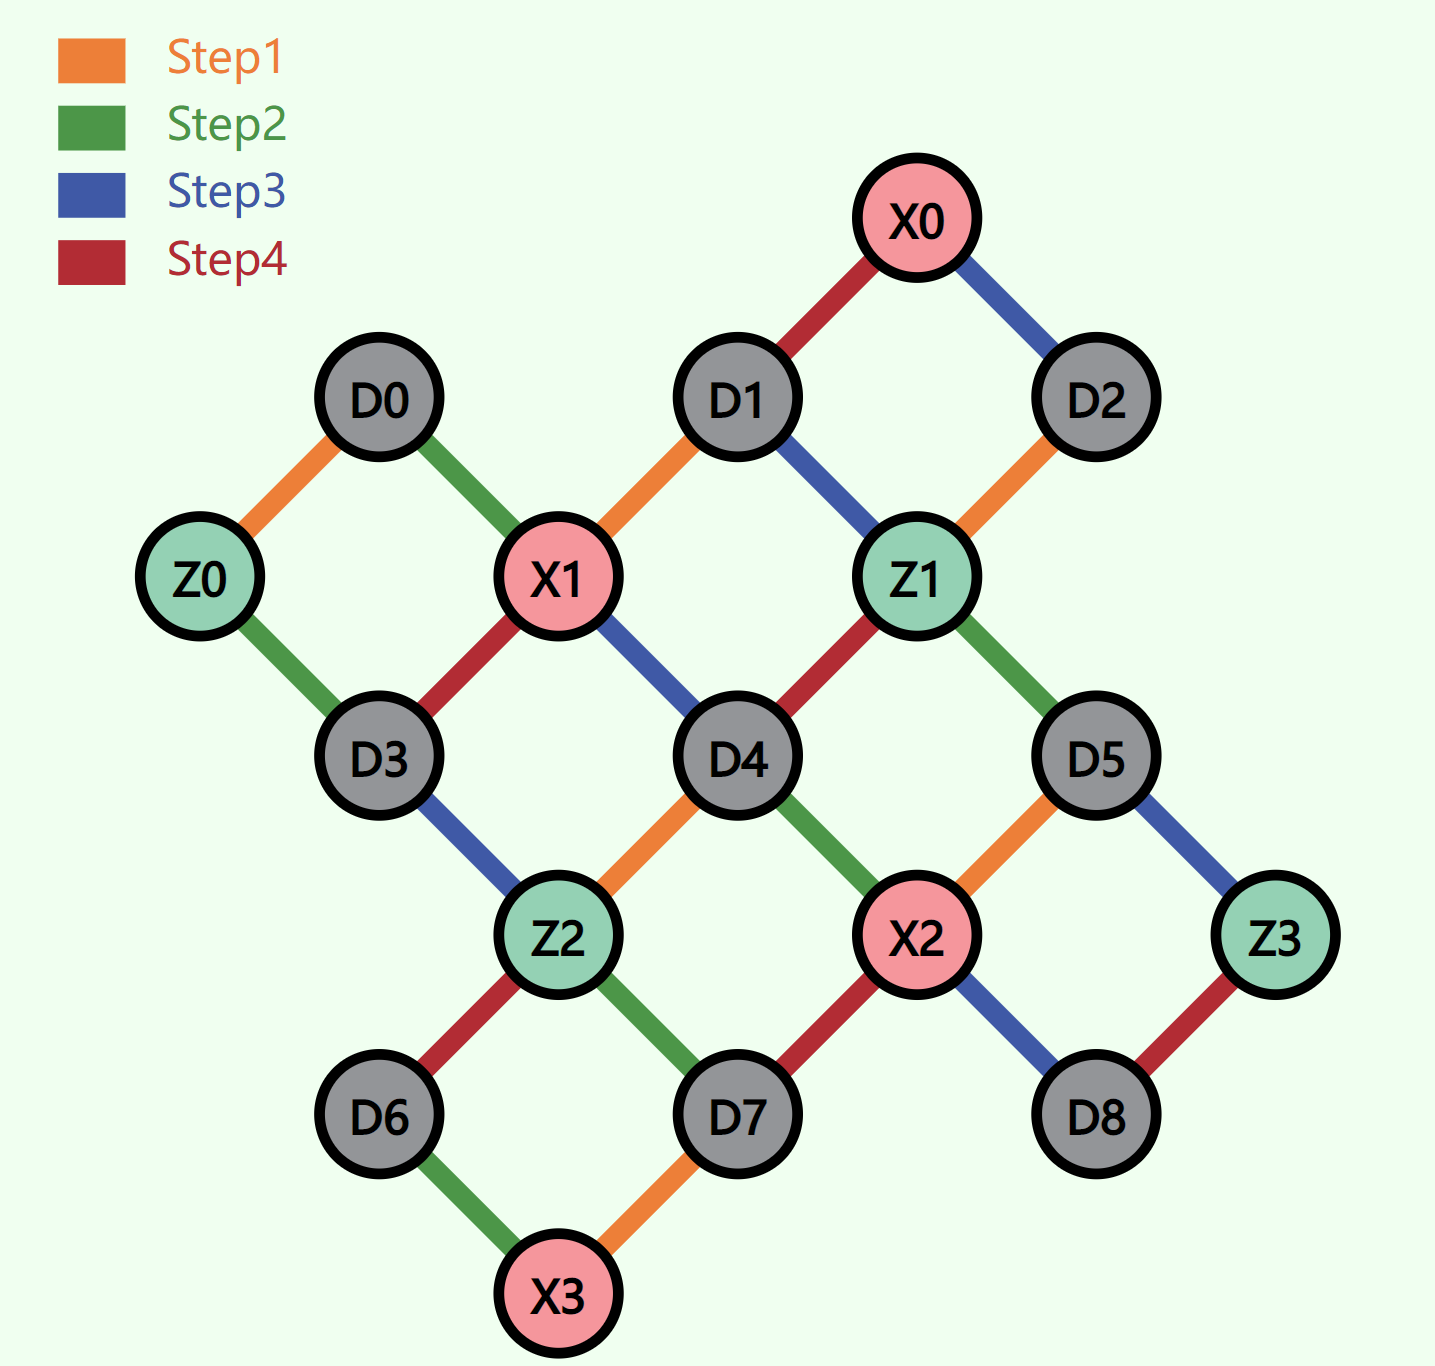 Step1
Step2
Step3
Step4
X0
D0 D1 D2
Z0 X1 Z1
D3 D4 D5
Z2 X2 Z3
D6 D7 D8
X3